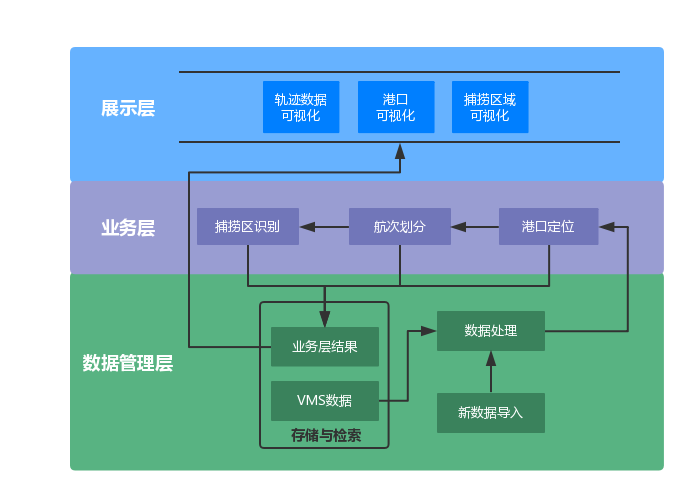 展示层
轨迹数据
可视化
港口
可视化
捕捞区域
可视化
业务层
捕捞区识别
航次划分
港口定位
数据管理层
业务层结果
VMS数据
存储与检索
数据处理
新数据导入